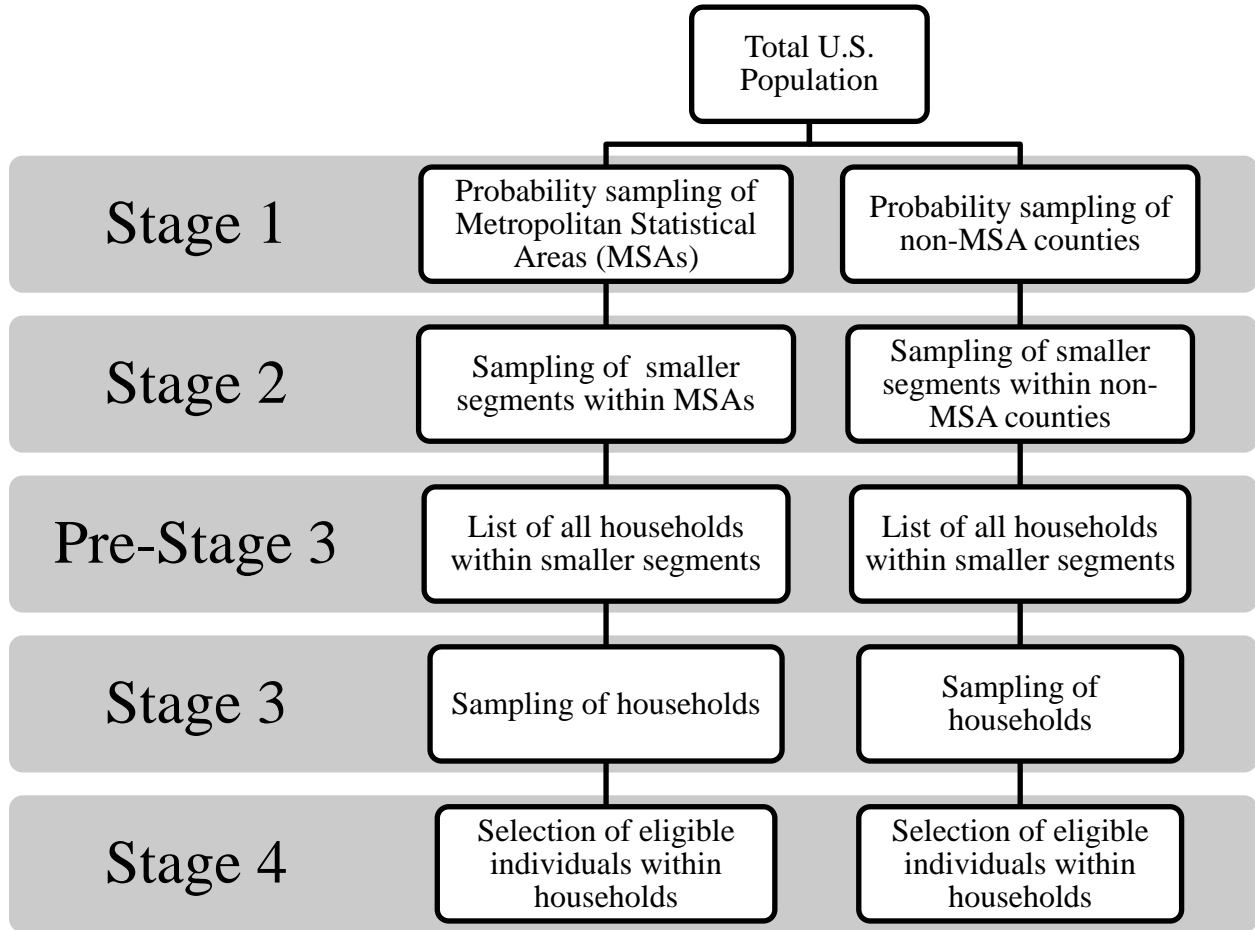 Total U.S.
Population
Stage 1
Probability sampling of
Metropolitan Statistical
Areas (MSAs)
Probability sampling of
non-MSA counties
Stage 2
Sampling of  smaller
segments within MSAs
Sampling of smaller
segments within non-
MSA counties
Pre-Stage 3
List of all households
within smaller segments
List of all households
within smaller segments
Stage 3
Sampling of households
Sampling of
households
Stage 4
Selection of eligible
individuals within
households
Selection of eligible
individuals within
households